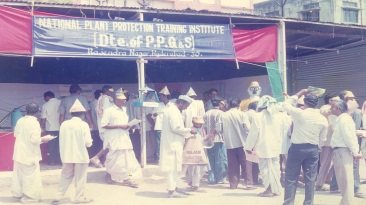 NATIONAL PLANT PROTECTION TRAINING INSTITUTE
(Dte. of P.P.Q & S)
Rajendra Nagar Hyderabad-30.